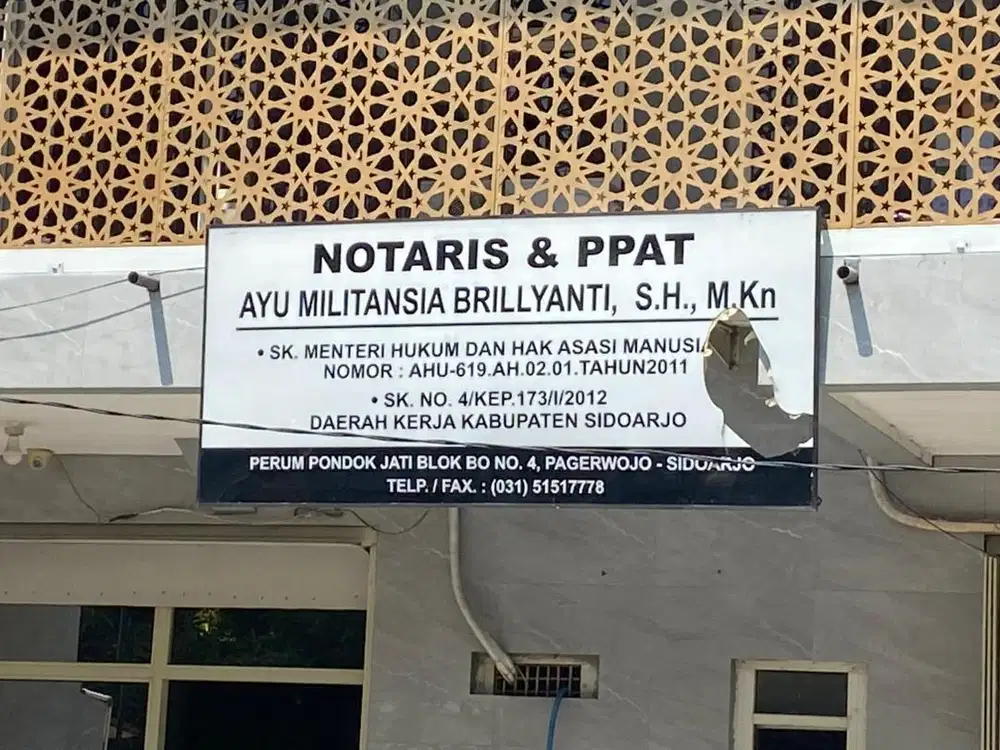 NOTARIS & PPAT
AYU MILITANSIA BRILLYANTI, S.H., M.Kn
• SK. MENTERI HUKUM DAN HAK ASASI MANUSIA
NOMOR : AHU-619.AH.02.01.TAHUN2011
• SK. NO. 4/KEP.173/I/2012
DAERAH KERJA KABUPATEN SIDOARJO
PERUM PONDOK JATI BLOK BO NO. 4, PAGERWOJO - SIDOARJO
TELP. / FAX. : (031) 51517778